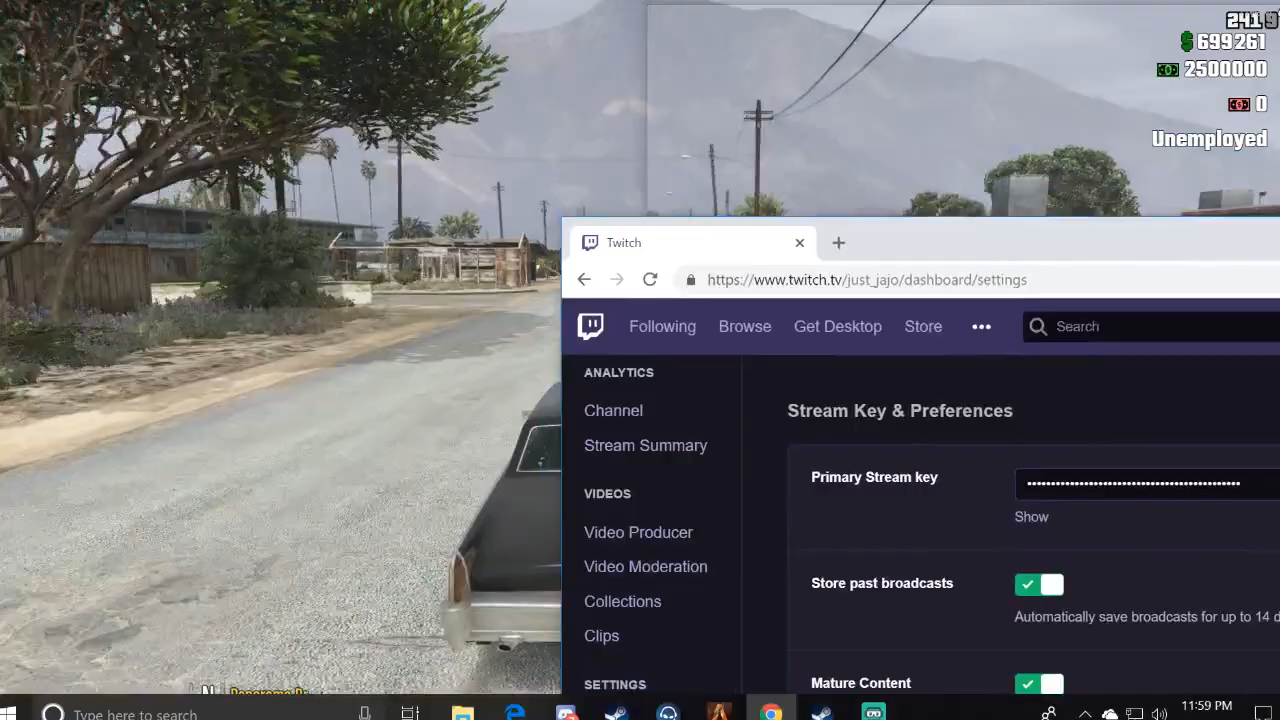 241
$ 699261
2500000
0
Unemployed
Twitch
https://www.twitch.tv/just_jajo/dashboard/settings
Following Browse Get Desktop Store ••• Search
ANALYTICS
Channel
Stream Summary
VIDEOS
Video Producer
Video Moderation
Collections
Clips
SETTINGS
Stream Key & Preferences
Primary Stream key ••••••••••••••••••••••••••••••••••••••••••••
Show
Store past broadcasts
Automatically save broadcasts for up to 14 d
Mature Content
N
Type here to search
11:59 PM